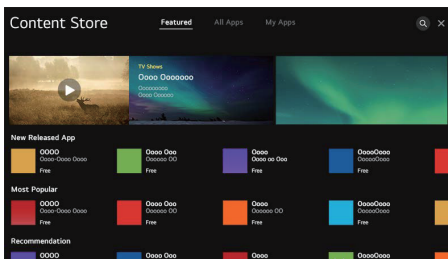 Content Store
Featured All Apps My Apps
TV Shows
Oooo Ooooooo
Ooooooooo
Oooo Oooooo
New Released App
OOOO
Oooo-Oooo Oooo
Free
Oooo Ooo
Oooooo OO
Free
Oooo
Oooo oo Ooo
Free
OoooOooo
OoooOooo
Free
Most Popular
OOOO
Oooo-Oooo Oooo
Free
Oooo Ooo
Oooooo OO
Free
Oooo
Oooooo OO
Free
OoooOooo
OoooOooo
Free
Recommendation
OOOO
Oooo Ooo
Oooo
OoooOooo